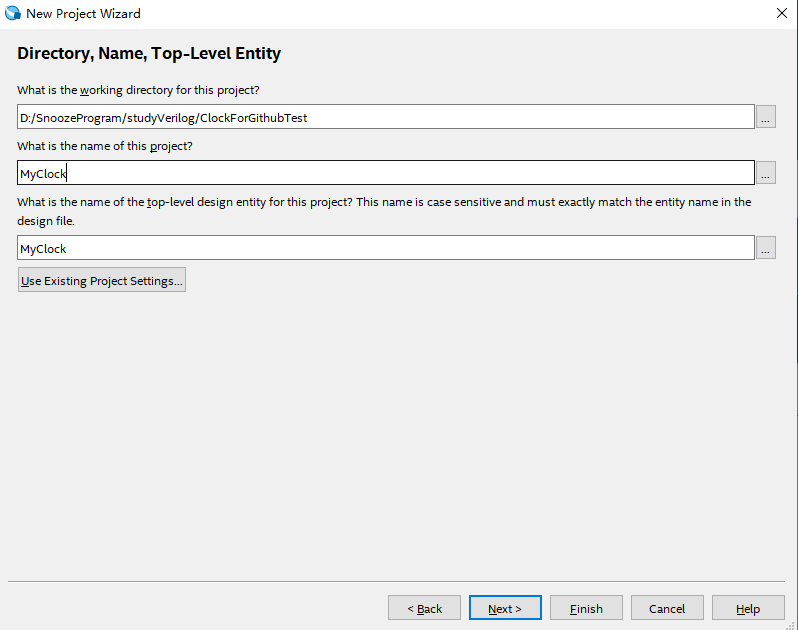 New Project Wizard
Directory, Name, Top-Level Entity
What is the working directory for this project?
D:/SnoozeProgram/studyVerilog/ClockForGithubTest
...
What is the name of this project?
MyClock
...
What is the name of the top-level design entity for this project? This name is case sensitive and must exactly match the entity name in the
design file.
MyClock
...
Use Existing Project Settings...
< Back
Next >
Finish
Cancel
Help